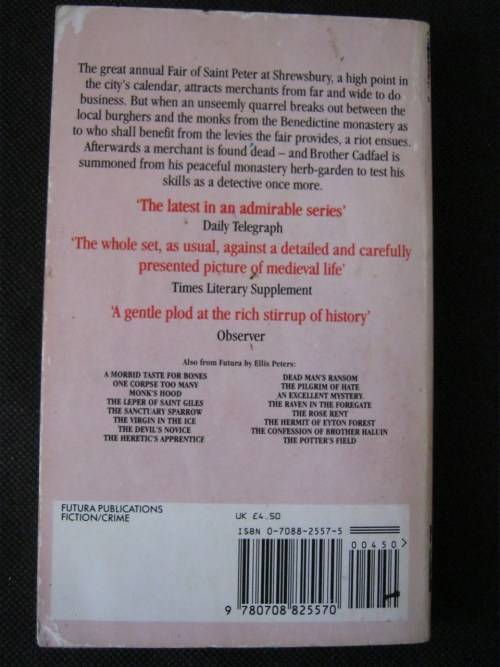 The great annual Fair of Saint Peter at Shrewsbury, a high point in
the city's calendar, attracts merchants from far and wide to do
business. But when an unseemly quarrel breaks out between the
local burghers and the monks from the Benedictine monastery as
to who shall benefit from the levies the fair provides, a riot ensues.
Afterwards a merchant is found dead – and Brother Cadfael is
summoned from his peaceful monastery herb-garden to test his
skills as a detective once more.
'The latest in an admirable series'
Daily Telegraph
'The whole set, as usual, against a detailed and carefully
presented picture of medieval life'
Times Literary Supplement
'A gentle plod at the rich stirrup of history'
Observer
Also from Futura by Ellis Peters:
A MORBID TASTE FOR BONES
ONE CORPSE TOO MANY
MONK'S HOOD
THE LEPER OF SAINT GILES
THE SANCTUARY SPARROW
THE VIRGIN IN THE ICE
THE DEVIL'S NOVICE
THE HERETIC'S APPRENTICE
DEAD MAN'S RANSOM
THE PILGRIM OF HATE
AN EXCELLENT MYSTERY
THE RAVEN IN THE FOREGATE
THE ROSE RENT
THE HERMIT OF EYTON FOREST
THE CONFESSION OF BROTHER HALUIN
THE POTTER'S FIELD
FUTURA PUBLICATIONS
FICTION/CRIME
UK £4.50
ISBN 0-7088-2557-5
00450>
9 780708 825570